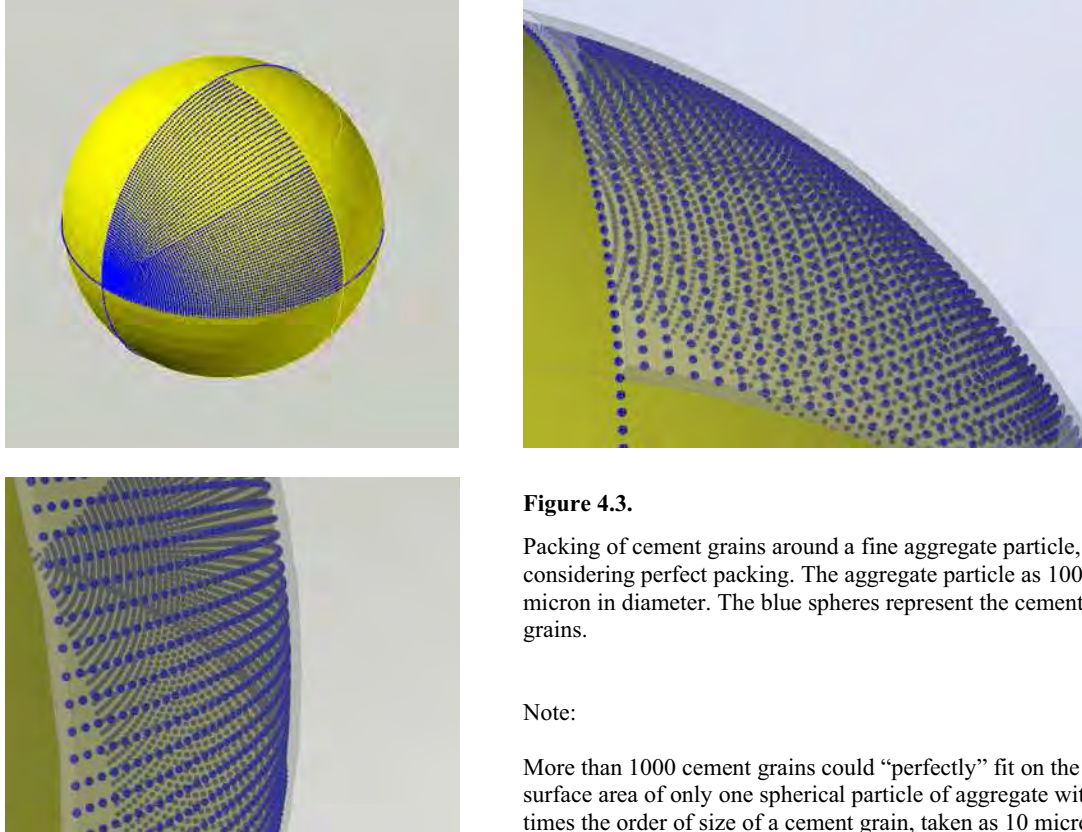 Figure 4.3.
Packing of cement grains around a fine aggregate particle,
considering perfect packing. The aggregate particle as 100
micron in diameter. The blue spheres represent the cement
grains.
Note:
More than 1000 cement grains could “perfectly” fit on the
surface area of only one spherical particle of aggregate wit
times the order of size of a cement grain, taken as 10 micro